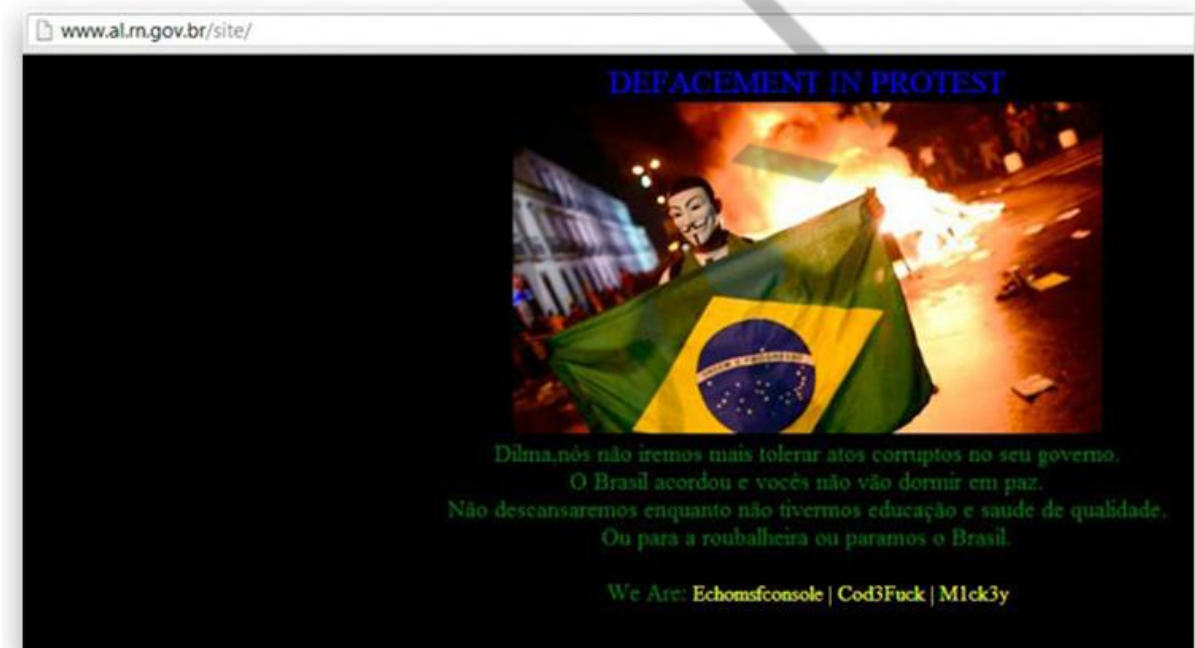 www.al.rn.gov.br/site/
DEFACEMENT IN PROTEST
Dilma,nós não iremos mais tolerar atos corruptos no seu governo.
O Brasil acordou e vocês não vão dormir em paz.
Não descansaremos enquanto não tivermos educação e saude de qualidade.
Ou para a roubalheira ou paramos o Brasil.
We Are: Echomsfconsole | Cod3Fuck | M1ck3y